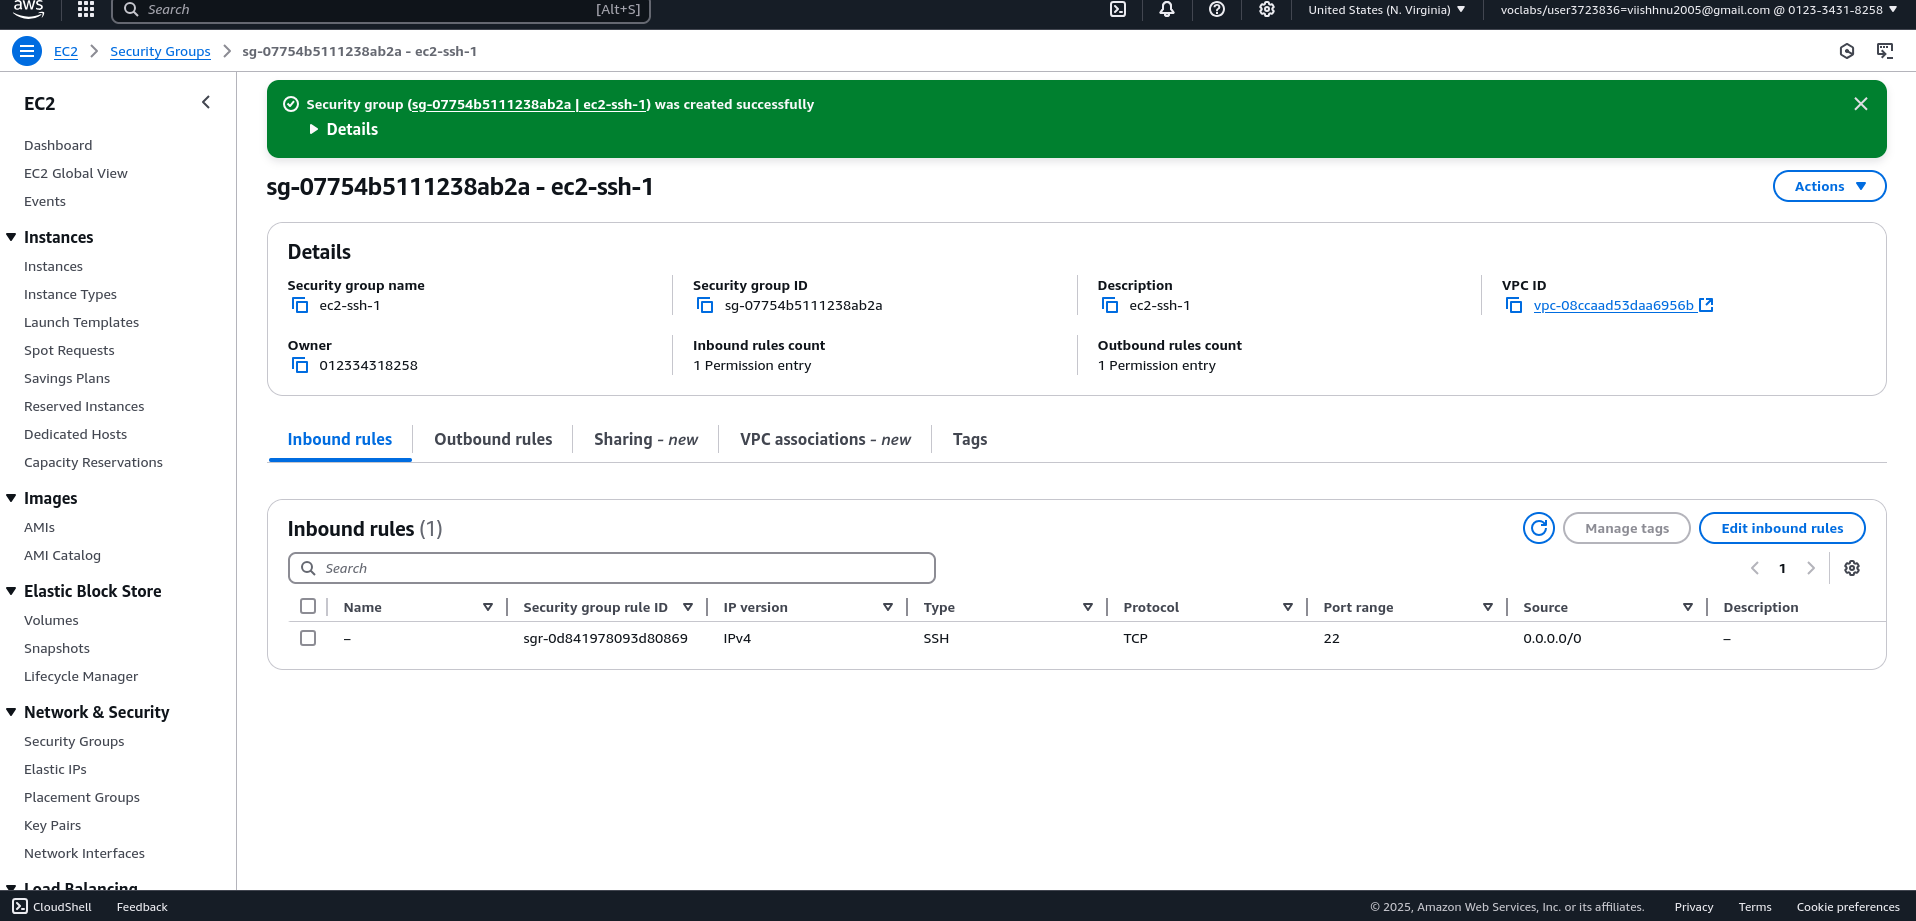 aws
Search [Alt+S]
United States (N. Virginia)
voclabs/user3723836=viishhnu2005@gmail.com @ 0123-3431-8258
EC2 Security Groups sg-07754b5111238ab2a - ec2-ssh-1
EC2
Dashboard
EC2 Global View
Events
Instances
Instances
Instance Types
Launch Templates
Spot Requests
Savings Plans
Reserved Instances
Dedicated Hosts
Capacity Reservations
Images
AMIs
AMI Catalog
Elastic Block Store
Volumes
Snapshots
Lifecycle Manager
Network & Security
Security Groups
Elastic IPs
Placement Groups
Key Pairs
Network Interfaces
Load Balancing
Security group (sg-07754b5111238ab2a | ec2-ssh-1) was created successfully
Details
sg-07754b5111238ab2a - ec2-ssh-1
Actions
Details
Security group name
ec2-ssh-1
Security group ID
sg-07754b5111238ab2a
Description
ec2-ssh-1
VPC ID
vpc-08ccaad53daa6956b
Owner
012334318258
Inbound rules count
1 Permission entry
Outbound rules count
1 Permission entry
Inbound rules Outbound rules Sharing - new VPC associations - new Tags
Inbound rules (1)
Manage tags
Edit inbound rules
Search
1
Name Security group rule ID IP version Type Protocol Port range Source Description
– sgr-0d841978093d80869 IPv4 SSH TCP 22 0.0.0.0/0 –
CloudShell Feedback
© 2025, Amazon Web Services, Inc. or its affiliates. Privacy Terms Cookie preferences